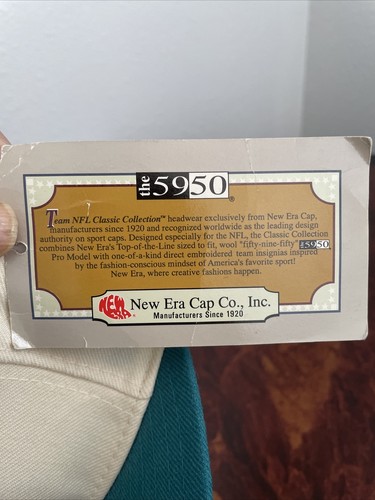 the 5950®
Team NFL Classic Collection™ headwear exclusively from New Era Cap,
manufacturers since 1920 and recognized worldwide as the leading design
authority on sport caps. Designed especially for the NFL, the Classic Collection
combines New Era's Top-of-the-Line sized to fit, wool "fifty-nine-fifty" the 5950
Pro Model with one-of-a-kind direct embroidered team insignias inspired
by the fashion-conscious mindset of America's favorite sport!
New Era, where creative fashions happen.
NEW ERA New Era Cap Co., Inc.
Manufacturers Since 1920